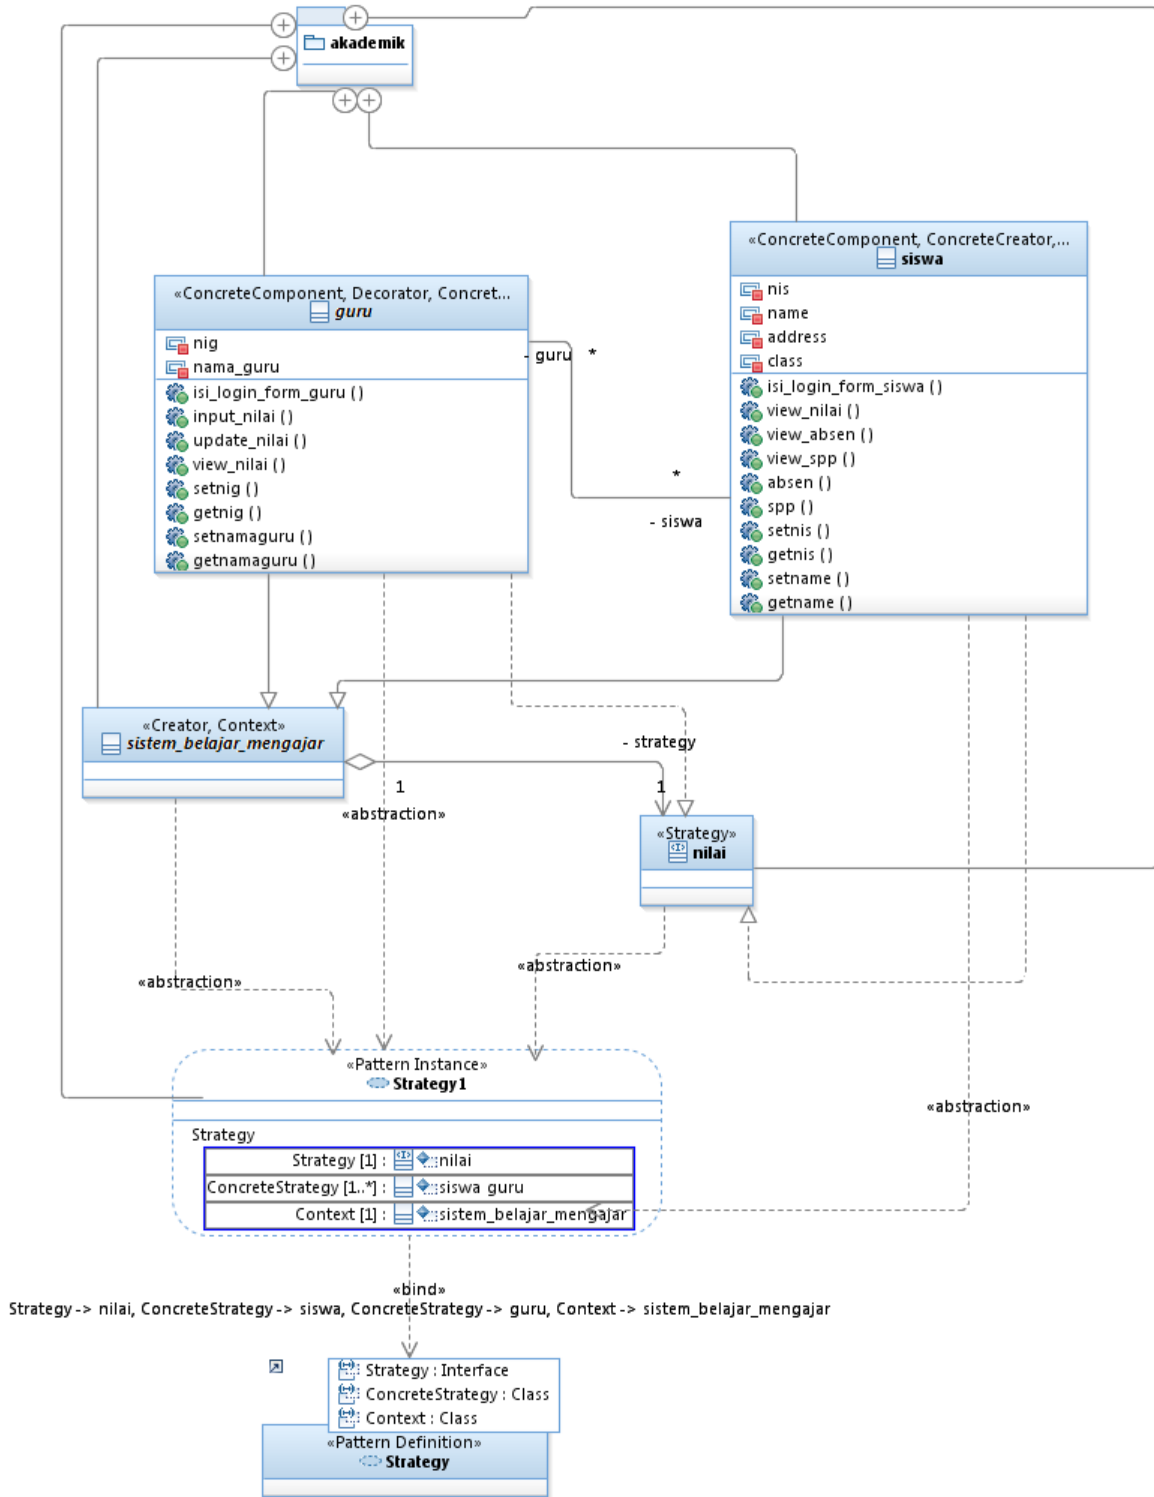 akademik
«ConcreteComponent, ConcreteCreator,...
siswa
nis
name
address
class
isi_login_form_siswa ()
view_nilai ()
view_absen ()
view_spp ()
absen ()
spp ()
setnis ()
getnis ()
setname ()
getname ()
«ConcreteComponent, Decorator, Concret...
guru
nig
nama_guru
isi_login_form_guru ()
input_nilai ()
update_nilai ()
view_nilai ()
setnig ()
getnig ()
setnamaguru ()
getnamaguru ()
- guru *
*
- siswa
«Creator, Context»
sistem_belajar_mengajar
- strategy
1
1
«abstraction»
«Strategy»
nilai
«abstraction»
«abstraction»
«abstraction»
«Pattern Instance»
Strategy1
Strategy
Strategy [1] : nilai
ConcreteStrategy [1..*] : siswa guru
Context [1] : sistem_belajar_mengajar
«bind»
Strategy -> nilai, ConcreteStrategy -> siswa, ConcreteStrategy -> guru, Context -> sistem_belajar_mengajar
Strategy : Interface
ConcreteStrategy : Class
Context : Class
«Pattern Definition»
Strategy